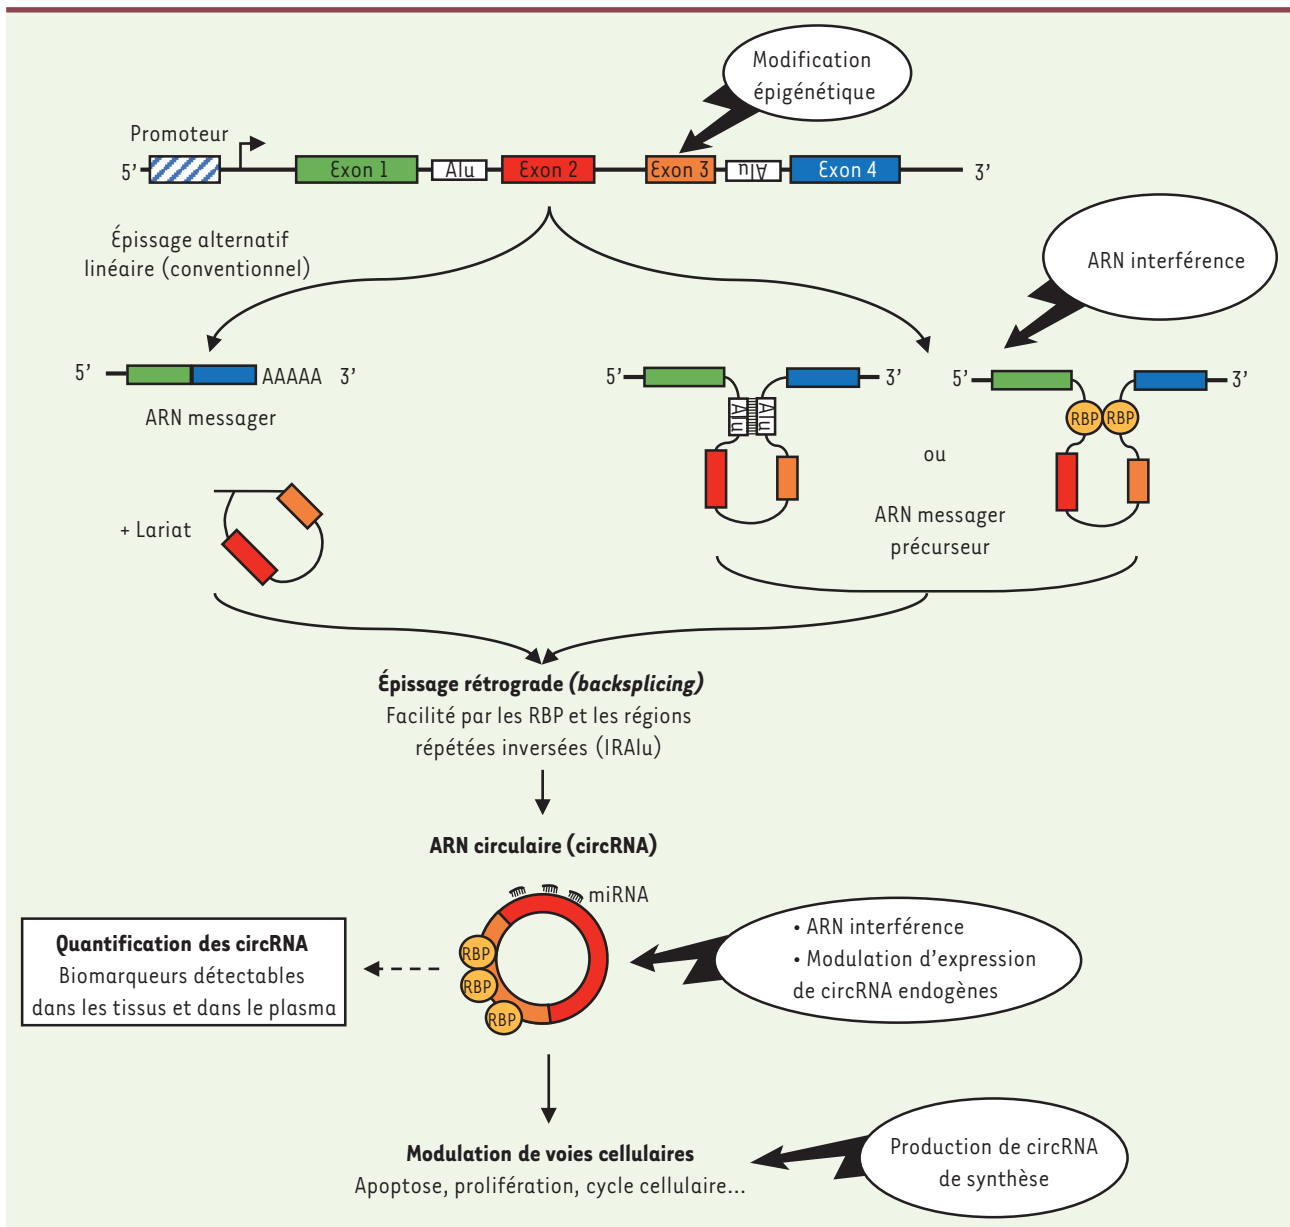 Modification
épigénétique
Promoteur
5’
Exon 1
Alu
Exon 2
Exon 3
Alu
Exon 4
3’
Épissage alternatif
linéaire (conventionnel)
ARN interférence
5’
AAAAA
3’
ARN messager
5’
3’
Alu
Alu
ou
5’
3’
RBP
RBP
ARN messager
précurseur
+ Lariat
Épissage rétrograde (backsplicing)
Facilité par les RBP et les régions
répétées inversées (IRAlu)
ARN circulaire (circRNA)
miRNA
RBP
RBP
RBP
Quantification des circRNA
Biomarqueurs détectables
dans les tissus et dans le plasma
• ARN interférence
• Modulation d’expression
de circRNA endogènes
Modulation de voies cellulaires
Apoptose, prolifération, cycle cellulaire...
Production de circRNA
de synthèse